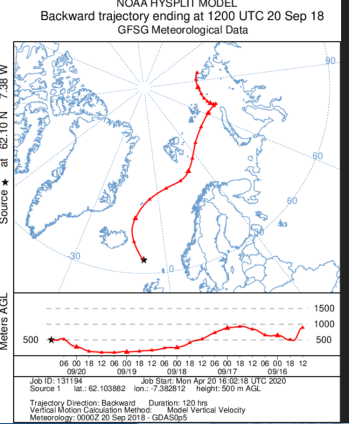 NOAA HYSPLIT MODEL
Backward trajectory ending at 1200 UTC 20 Sep 18
GFSG Meteorological Data
Source ★ at 62.10 N 7.38 W
90
60
60
-30
0
Meters AGL
1500
1000
500
500
06 00 18 12 06 00 18 12 06 00 18 12 06 00 18 12 06 00 18 12
09/20 09/19 09/18 09/17 09/16
Job ID: 131194 Job Start: Mon Apr 20 16:02:18 UTC 2020
Source 1 lat.: 62.103882 lon.: -7.382812 height: 500 m AGL
Trajectory Direction: Backward Duration: 120 hrs
Vertical Motion Calculation Method: Model Vertical Velocity
Meteorology: 0000Z 20 Sep 2018 - GDAS0p5